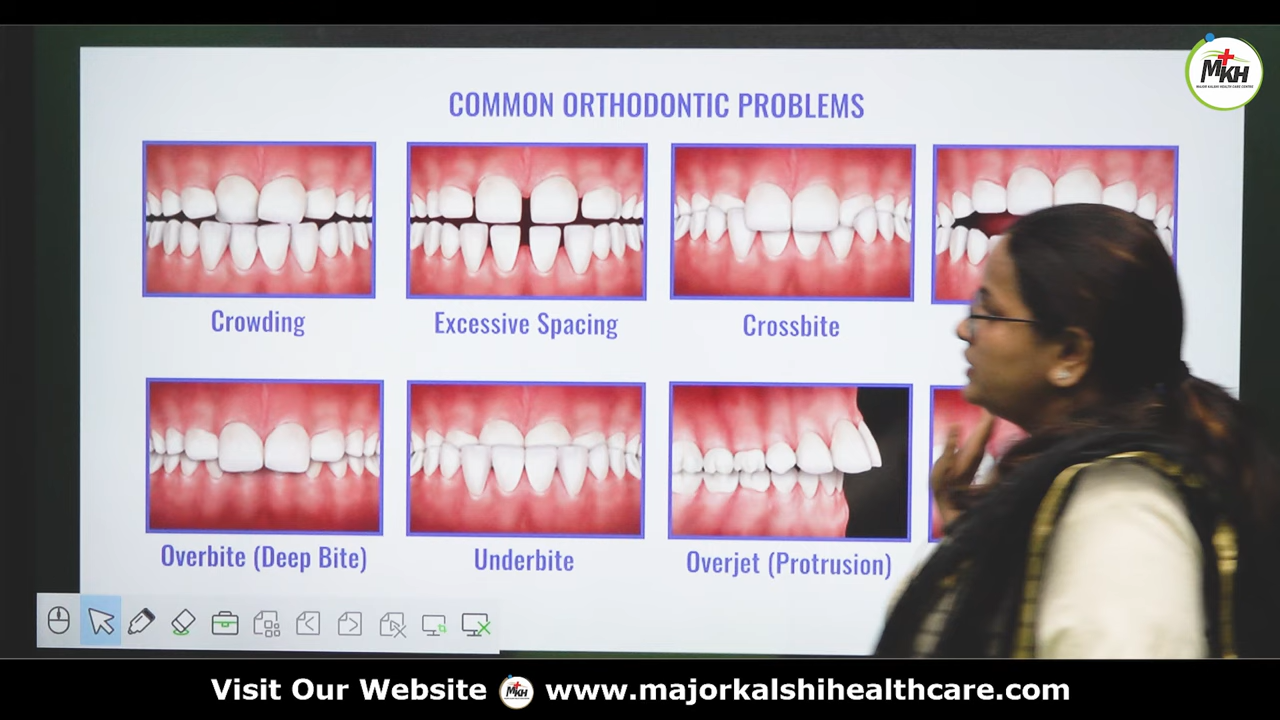 COMMON ORTHODONTIC PROBLEMS
MKH
Crowding
Excessive Spacing
Crossbite
Overbite (Deep Bite)
Underbite
Overjet (Protrusion)
Visit Our Website MKH www.majorkalshihealthcare.com